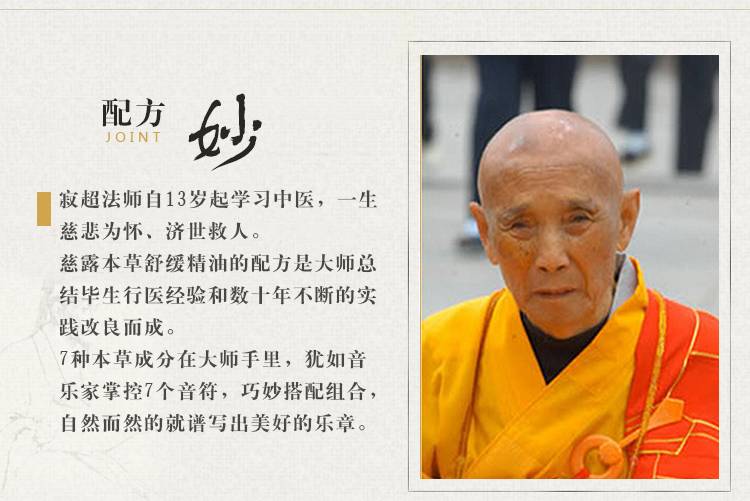 配方
JOINT
妙
寂超法师自13岁起学习中医，一生
慈悲为怀、济世救人。
慈露本草舒缓精油的配方是大师总
结毕生行医经验和数十年不断的实
践改良而成。
7种本草成分在大师手里，犹如音
乐家掌控7个音符，巧妙搭配组合，
自然而然的就谱写出美好的乐章。